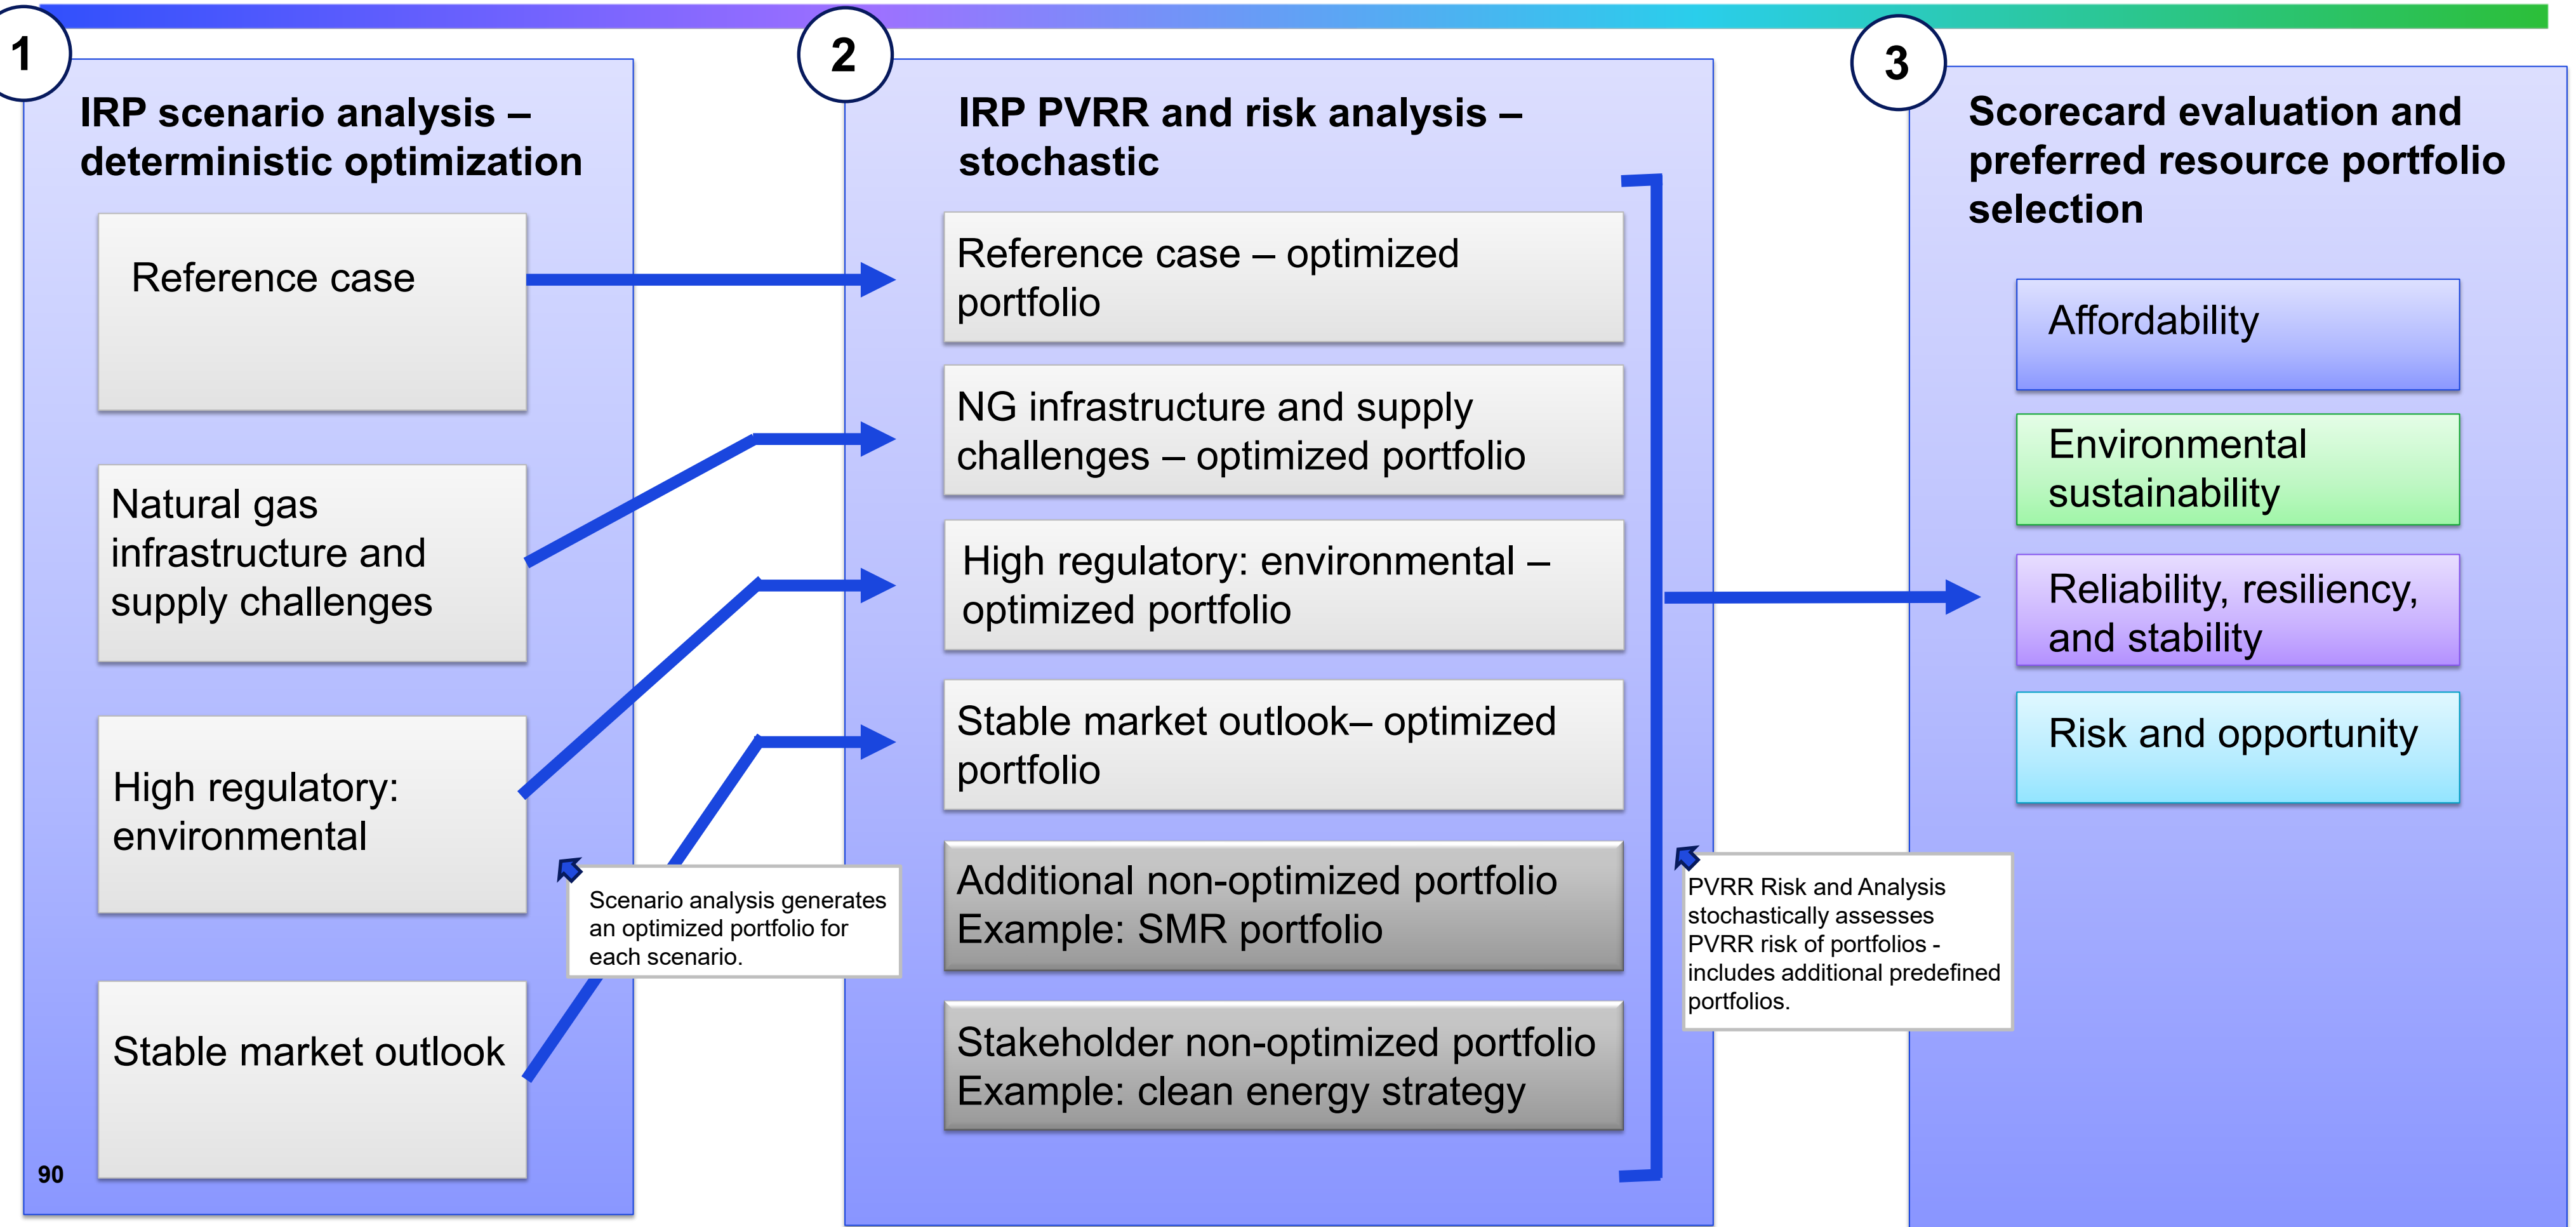 1
IRP scenario analysis –
deterministic optimization
Reference case
Natural gas
infrastructure and
supply challenges
High regulatory:
environmental
Stable market outlook
Scenario analysis generates
an optimized portfolio for
each scenario.
2
IRP PVRR and risk analysis –
stochastic
Reference case – optimized
portfolio
NG infrastructure and supply
challenges – optimized portfolio
High regulatory: environmental –
optimized portfolio
Stable market outlook– optimized
portfolio
Additional non-optimized portfolio
Example: SMR portfolio
Stakeholder non-optimized portfolio
Example: clean energy strategy
PVRR Risk and Analysis
stochastically assesses
PVRR risk of portfolios -
includes additional predefined
portfolios.
3
Scorecard evaluation and
preferred resource portfolio
selection
Affordability
Environmental
sustainability
Reliability, resiliency,
and stability
Risk and opportunity
90